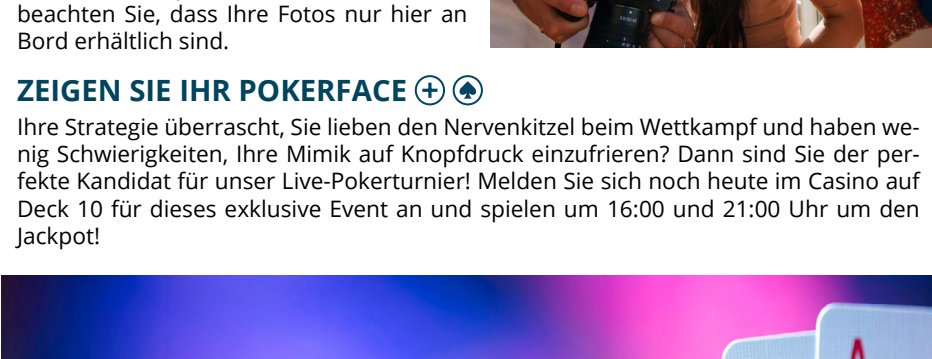 beachten Sie, dass Ihre Fotos nur hier an
Bord erhältlich sind.
ZEIGEN SIE IHR POKERFACE
Ihre Strategie überrascht, Sie lieben den Nervenkitzel beim Wettkampf und haben we-
nig Schwierigkeiten, Ihre Mimik auf Knopfdruck einzufrieren? Dann sind Sie der per-
fekte Kandidat für unser Live-Pokerturnier! Melden Sie sich noch heute im Casino auf
Deck 10 für dieses exklusive Event an und spielen um 16:00 und 21:00 Uhr um den
Jackpot!
A